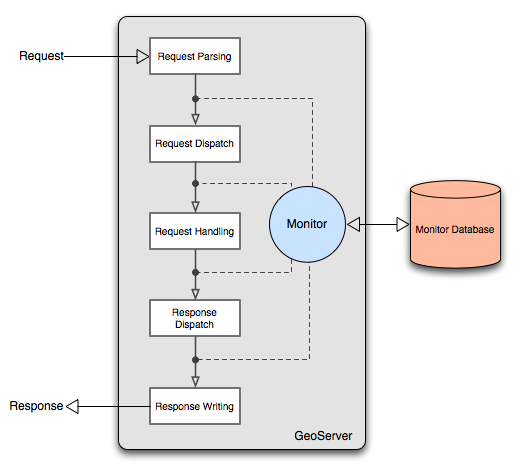 Request
Request Parsing
Request Dispatch
Monitor
Monitor Database
Request Handling
Response
Dispatch
Response
Response Writing
GeoServer